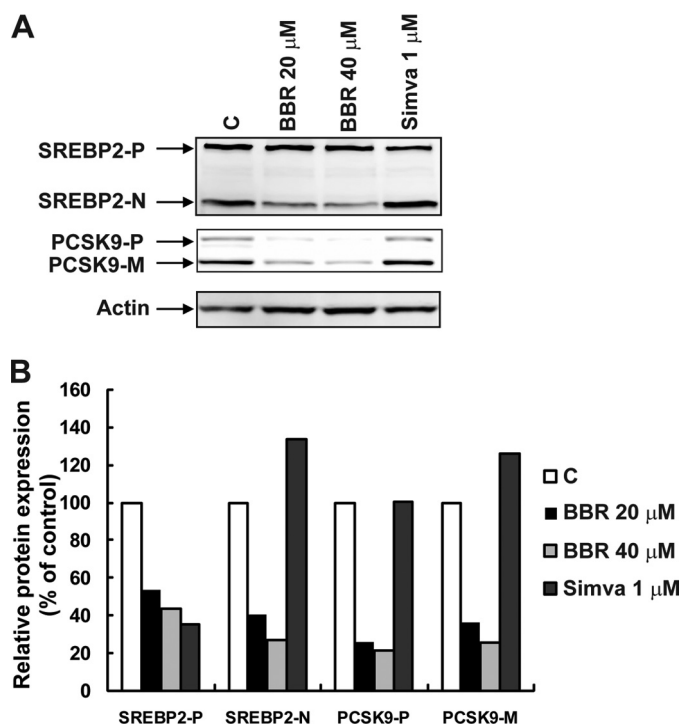 A
C
BBR 20 μM
BBR 40 μM
Simva 1 μM
SREBP2-P
SREBP2-N
PCSK9-P
PCSK9-M
Actin
B
Relative protein expression
(% of control)
160
140
120
100
80
60
40
20
0
SREBP2-P
SREBP2-N
PCSK9-P
PCSK9-M
C
BBR 20 μM
BBR 40 μM
Simva 1 μM